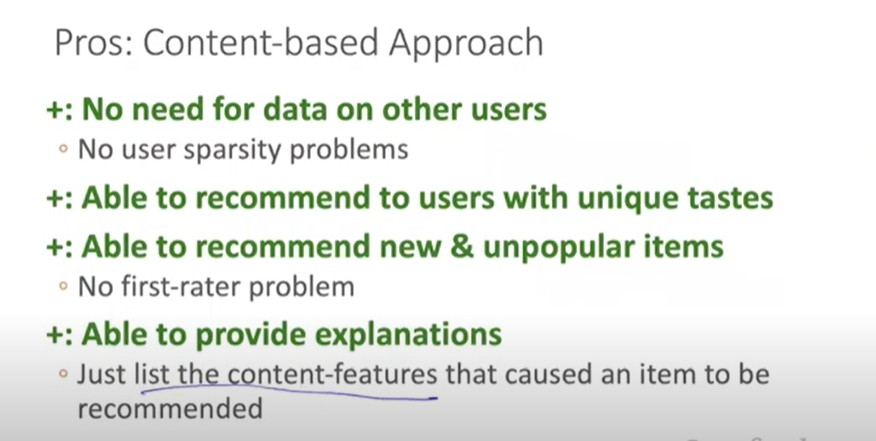 Pros: Content-based Approach
+: No need for data on other users
◦ No user sparsity problems
+: Able to recommend to users with unique tastes
+: Able to recommend new & unpopular items
◦ No first-rater problem
+: Able to provide explanations
◦ Just list the content-features that caused an item to be
recommended